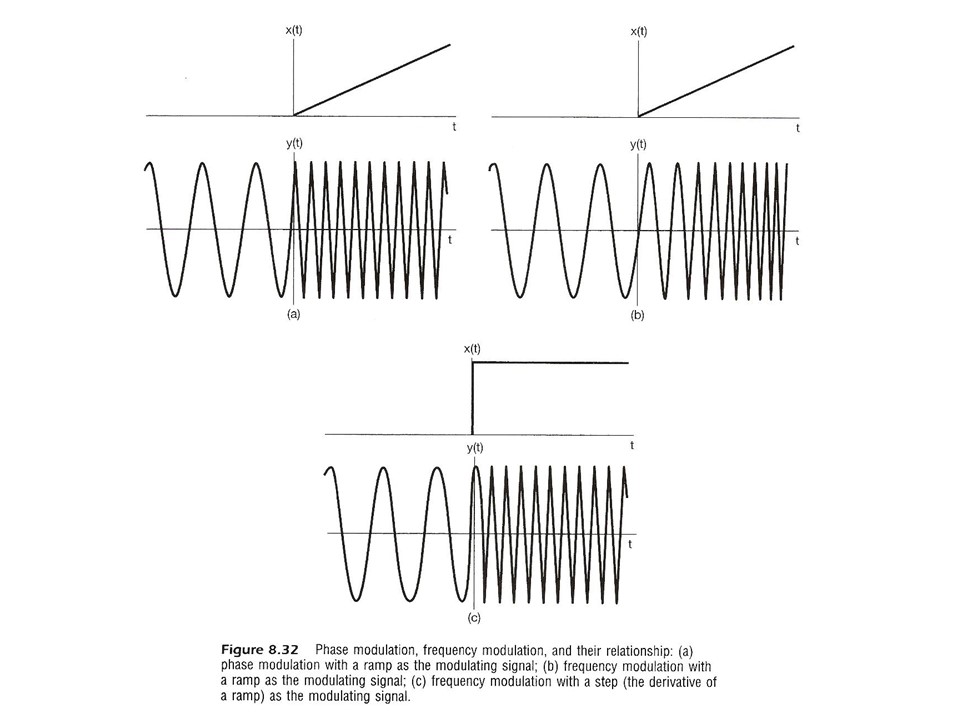 x(t)
x(t)
t
t
y(t)
y(t)
t
t
(a)
(b)
x(t)
t
y(t)
t
(c)
Figure 8.32 Phase modulation, frequency modulation, and their relationship: (a)
phase modulation with a ramp as the modulating signal; (b) frequency modulation with
a ramp as the modulating signal; (c) frequency modulation with a step (the derivative of
a ramp) as the modulating signal.